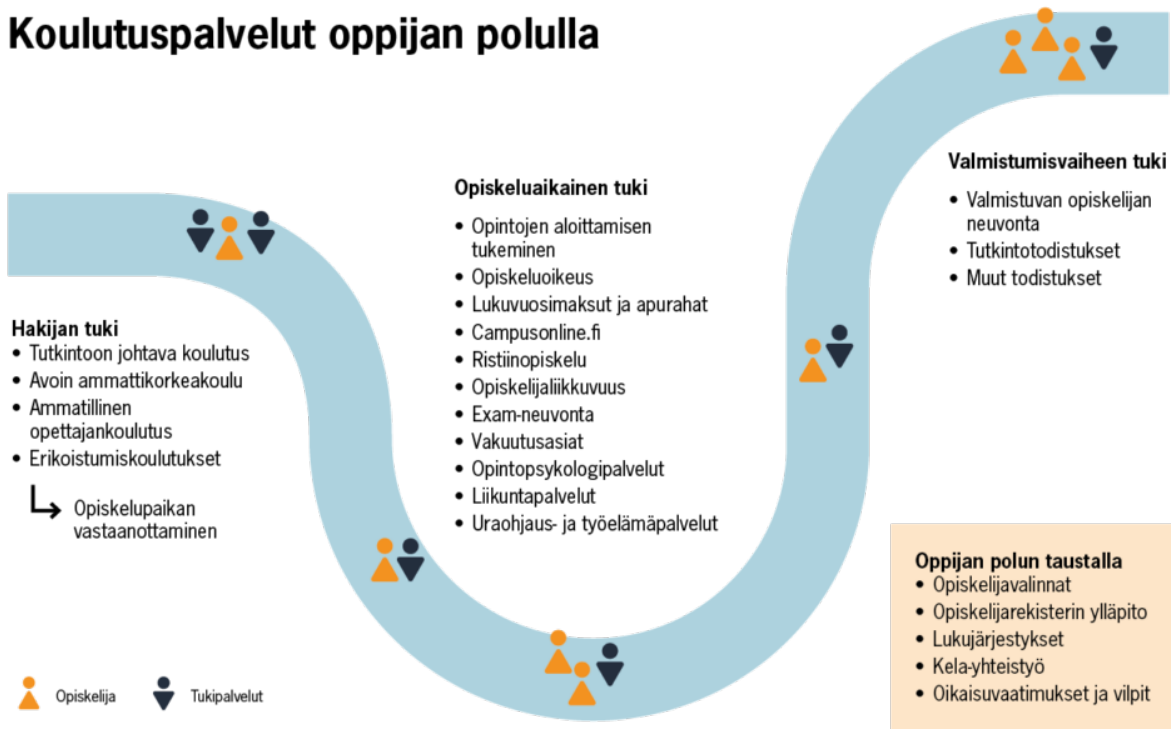 Koulutuspalvelut oppijan polulla
Hakijan tuki
• Tutkintoon johtava koulutus
• Avoin ammattikorkeakoulu
• Ammatillinen
opettajankoulutus
• Erikoistumiskoulutukset
Opiskelupaikan
vastaanottaminen
Opiskeluaikainen tuki
• Opintojen aloittamisen
tukeminen
• Opiskeluoikeus
• Lukuvuosimaksut ja apurahat
• Campusonline.fi
• Ristiinopiskelu
• Opiskelijaliikkuvuus
• Exam-neuvonta
• Vakuutusasiat
• Opintopsykologipalvelut
• Liikuntapalvelut
• Uraohjaus- ja työelämäpalvelut
Valmistumisvaiheen tuki
• Valmistuvan opiskelijan
neuvonta
• Tutkintotodistukset
• Muut todistukset
Oppijan polun taustalla
• Opiskelijavalinnat
• Opiskelijarekisterin ylläpito
• Lukujärjestykset
• Kela-yhteistyö
• Oikaisuvaatimukset ja vilpit
Opiskelija
Tukipalvelut